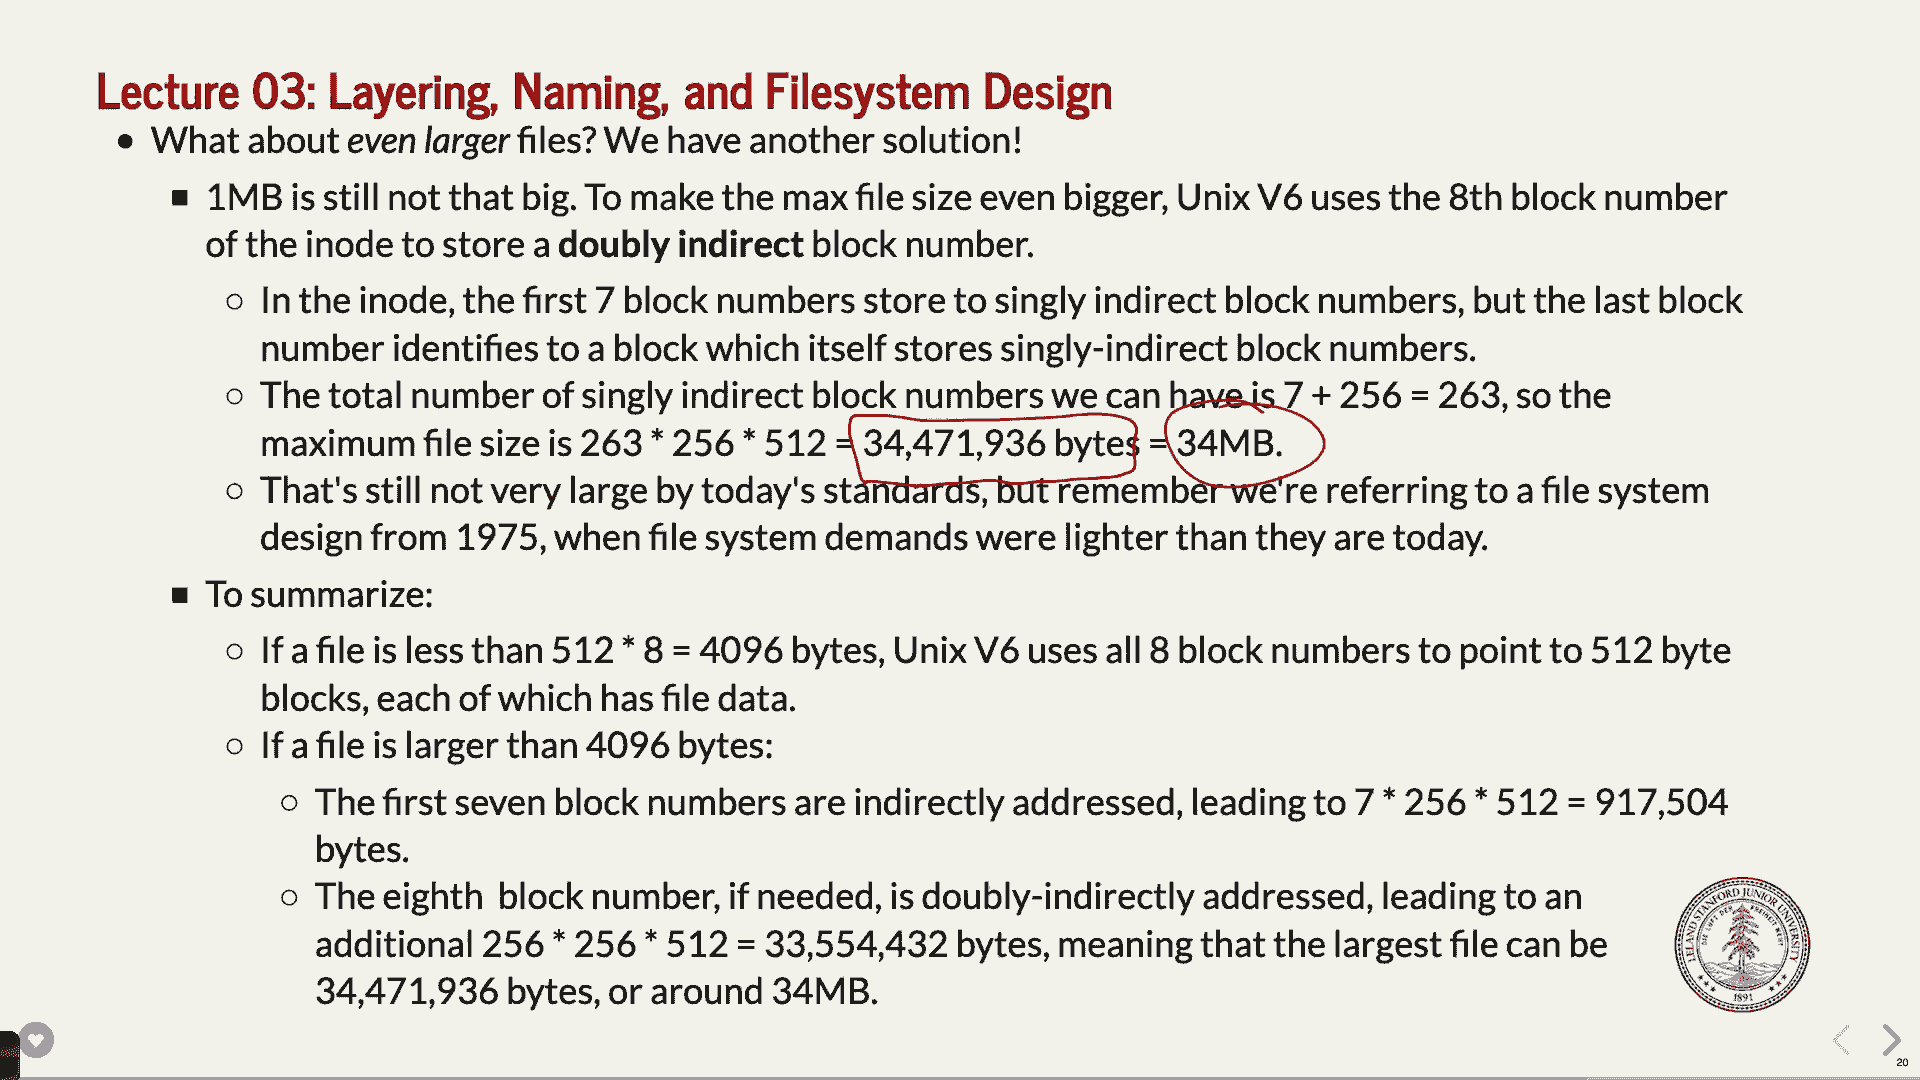 Lecture 03: Layering, Naming, and Filesystem Design
• What about even larger files? We have another solution!
▪ 1MB is still not that big. To make the max file size even bigger, Unix V6 uses the 8th block number
of the inode to store a doubly indirect block number.
○ In the inode, the first 7 block numbers store to singly indirect block numbers, but the last block
number identifies to a block which itself stores singly-indirect block numbers.
○ The total number of singly indirect block numbers we can have is 7 + 256 = 263, so the
maximum file size is 263 * 256 * 512 = 34,471,936 bytes = 34MB.
○ That's still not very large by today's standards, but remember we're referring to a file system
design from 1975, when file system demands were lighter than they are today.
▪ To summarize:
○ If a file is less than 512 * 8 = 4096 bytes, Unix V6 uses all 8 block numbers to point to 512 byte
blocks, each of which has file data.
○ If a file is larger than 4096 bytes:
○ The first seven block numbers are indirectly addressed, leading to 7 * 256 * 512 = 917,504
bytes.
○ The eighth block number, if needed, is doubly-indirectly addressed, leading to an
additional 256 * 256 * 512 = 33,554,432 bytes, meaning that the largest file can be
34,471,936 bytes, or around 34MB.
LELAND STANFORD JUNIOR UNIVERSITY
1891
20